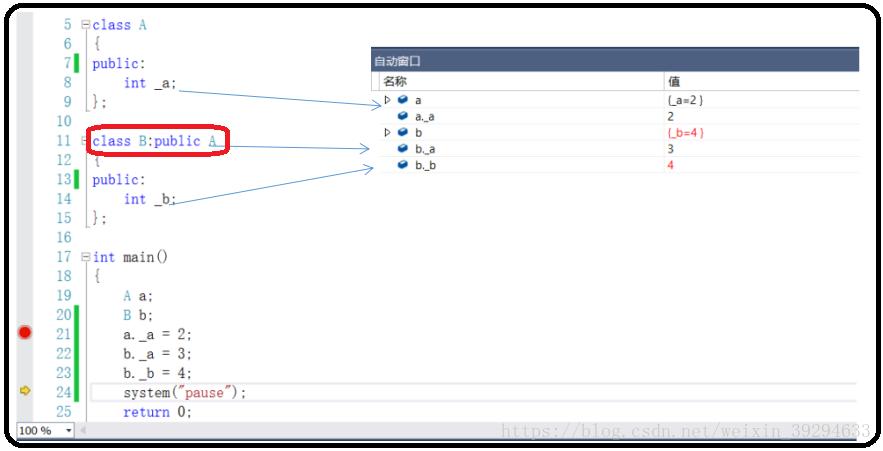 5 class A
6 {
7 public:
8 int _a;
9 };
10
11 class B:public A
12 {
13 public:
14 int _b;
15 };
16
17 int main()
18 {
19 A a;
20 B b;
21 a._a = 2;
22 b._a = 3;
23 b._b = 4;
24 system("pause");
25 return 0;
100 %
自动窗口
名称 值
a {_a=2 }
a._a 2
b {_b=4 }
b._a 3
b._b 4
https://blog.csdn.net/weixin_39294633